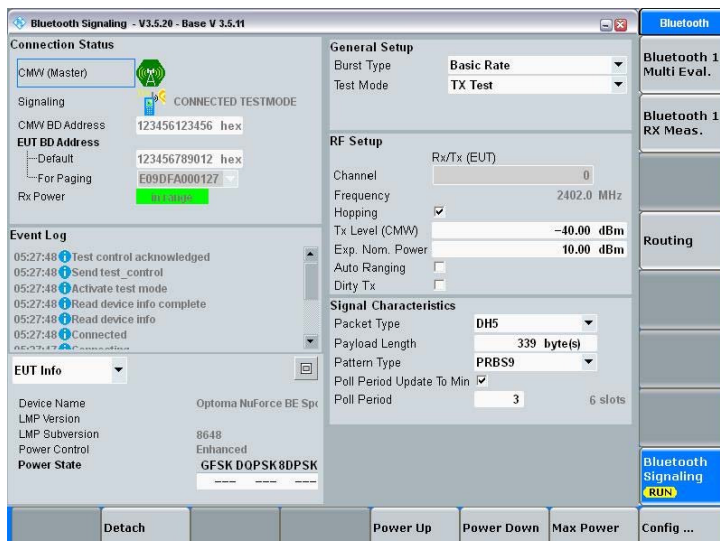 Bluetooth Signaling - V3.5.20 - Base V 3.5.11
Connection Status
CMW (Master)
Signaling CONNECTED TESTMODE
CMW BD Address 123456123456 hex
EUT BD Address
Default 123456789012 hex
For Paging E09DFA000127
Rx Power In range
Event Log
05:27:48 Test control acknowledged
05:27:48 Send test_control
05:27:48 Activate test mode
05:27:48 Read device info complete
05:27:48 Read device info
05:27:48 Connected
05:27:47 Connecting
EUT Info
Device Name Optoma NuForce BE Spo
LMP Version
LMP Subversion 8648
Power Control Enhanced
Power State GFSK DQPSK 8DPSK
--- --- ---
General Setup
Burst Type Basic Rate
Test Mode TX Test
RF Setup
Rx/Tx (EUT)
Channel 0
Frequency 2402.0 MHz
Hopping
Tx Level (CMW) -40.00 dBm
Exp. Nom. Power 10.00 dBm
Auto Ranging
Dirty Tx
Signal Characteristics
Packet Type DH5
Payload Length 339 byte(s)
Pattern Type PRBS9
Poll Period Update To Min
Poll Period 3 6 slots
Bluetooth
Bluetooth 1
Multi Eval.
Bluetooth 1
RX Meas.
Routing
Bluetooth
Signaling
RUN
Detach Power Up Power Down Max Power Config ...